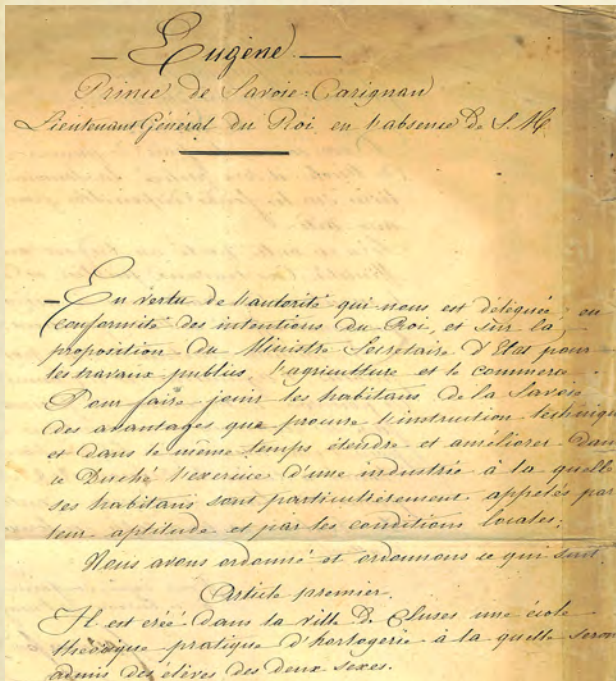 — Eugène —
Prince de Savoie-Carignan
Lieutenant Général du Roi en l'absence de S. M.
En vertu de l'autorité qui nous est déléguée; en
conformité des intentions du Roi, et sur la
proposition du Ministre Secrétaire d'Etat pour
les travaux publics, l'agriculture et le commerce
Pour faire jouir les habitans de la Savoie
des avantages que procure l'instruction technique
et dans le même temps étendre et améliorer dans
ce Duché l'exercice d'une industrie à la quelle
ses habitans sont particulièrement appelés par
leur aptitude et par les conditions locales;
Nous avons ordonné et ordonnons ce qui suit.
Article premier.
Il est créé dans la ville de Cluses une école
théorique pratique d'horlogerie à la quelle seront
admis des élèves des deux sexes.